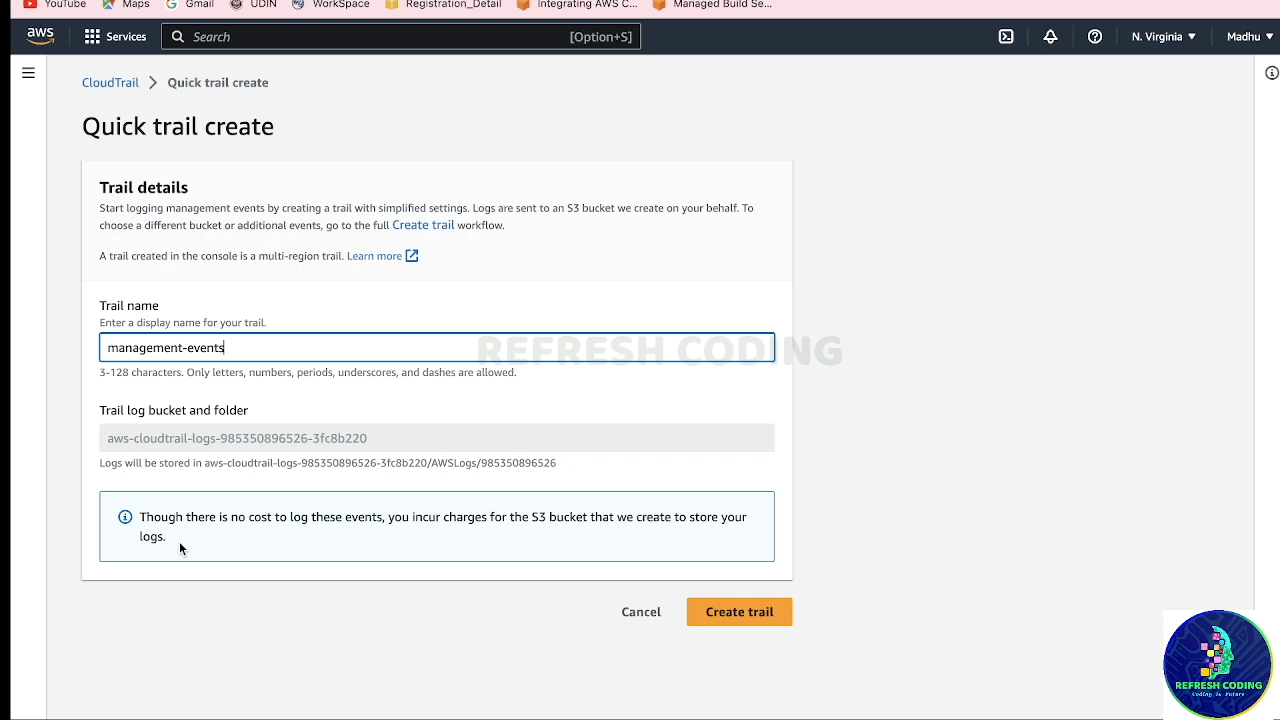 YouTube Maps Gmail UDIN WorkSpace Registration_Detail Integrating AWS C... Managed Build Se...
aws Services Search [Option+S] N. Virginia Madhu
CloudTrail Quick trail create
Quick trail create
Trail details
Start logging management events by creating a trail with simplified settings. Logs are sent to an S3 bucket we create on your behalf. To
choose a different bucket or additional events, go to the full Create trail workflow.
A trail created in the console is a multi-region trail. Learn more
Trail name
Enter a display name for your trail.
management-events
REFRESH CODING
3-128 characters. Only letters, numbers, periods, underscores, and dashes are allowed.
Trail log bucket and folder
aws-cloudtrail-logs-985350896526-3fc8b220
Logs will be stored in aws-cloudtrail-logs-985350896526-3fc8b220/AWSLogs/985350896526
Though there is no cost to log these events, you incur charges for the S3 bucket that we create to store your
logs.
Cancel Create trail
REFRESH CODING
Coding is Future